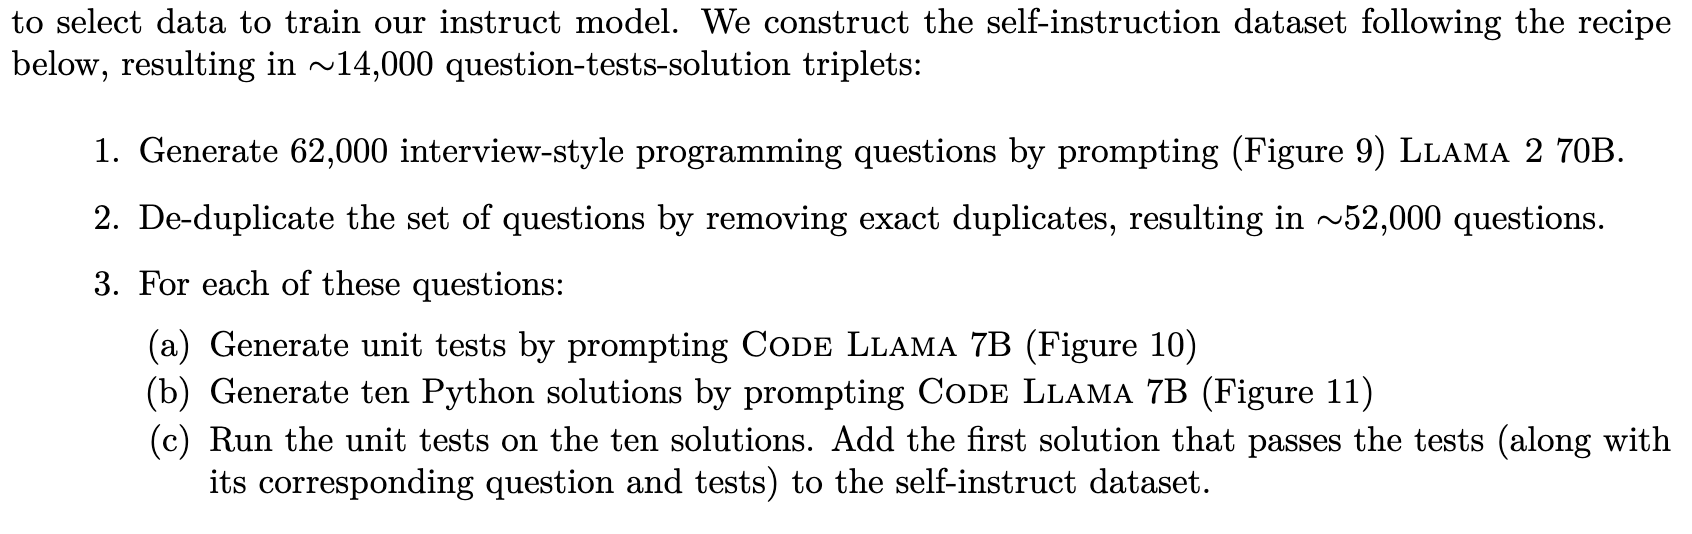 to select data to train our instruct model. We construct the self-instruction dataset following the recipe
below, resulting in ∼14,000 question-tests-solution triplets:
1. Generate 62,000 interview-style programming questions by prompting (Figure 9) Llama 2 70B.
2. De-duplicate the set of questions by removing exact duplicates, resulting in ∼52,000 questions.
3. For each of these questions:
(a) Generate unit tests by prompting Code Llama 7B (Figure 10)
(b) Generate ten Python solutions by prompting Code Llama 7B (Figure 11)
(c) Run the unit tests on the ten solutions. Add the first solution that passes the tests (along with
its corresponding question and tests) to the self-instruct dataset.